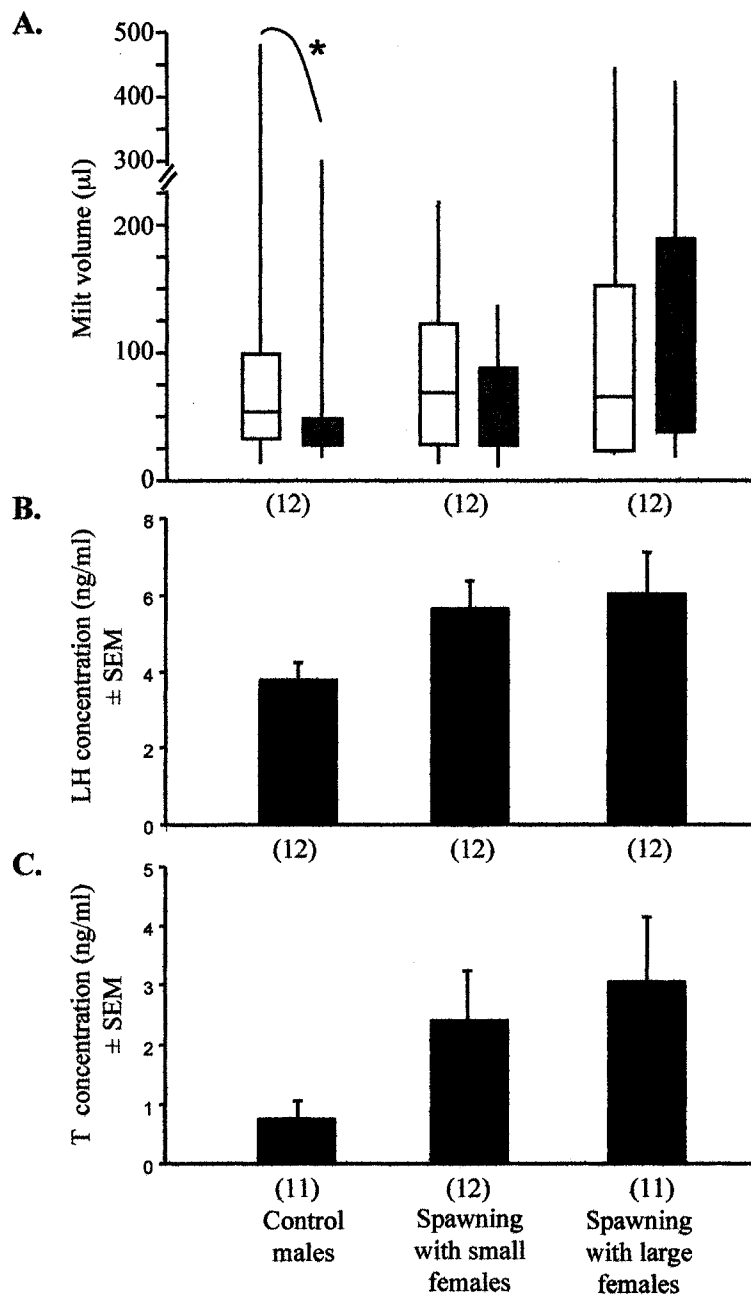 A.
Milt volume (µl)
500
400
300
200
100
0
*
(12) (12) (12)
B.
LH concentration (ng/ml)
± SEM
8
6
4
2
0
(12) (12) (12)
C.
T concentration (ng/ml)
± SEM
5
4
3
2
1
0
(11) (12) (11)
Control Spawning Spawning
males with small with large
females females